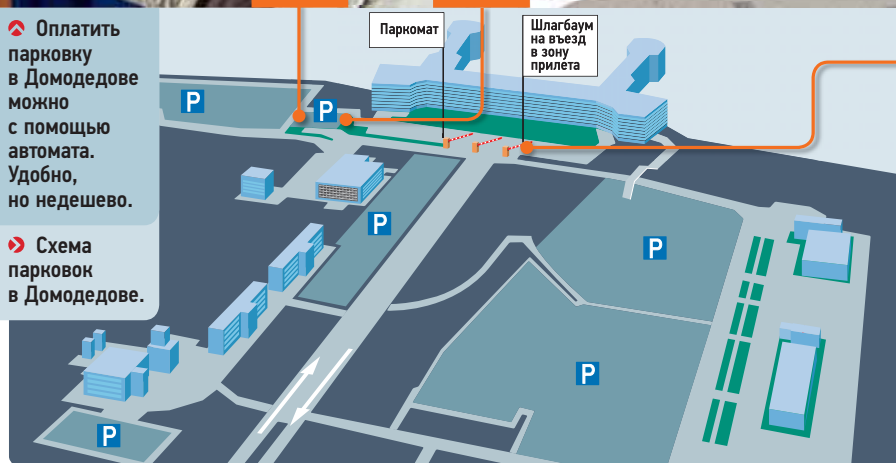 Оплатить
парковку
в Домодедове
можно
с помощью
автомата.
Удобно,
но недешево.
Схема
парковок
в Домодедове.
Паркомат
Шлагбаум
на въезд
в зону
прилета
P
P
P
P
P
P